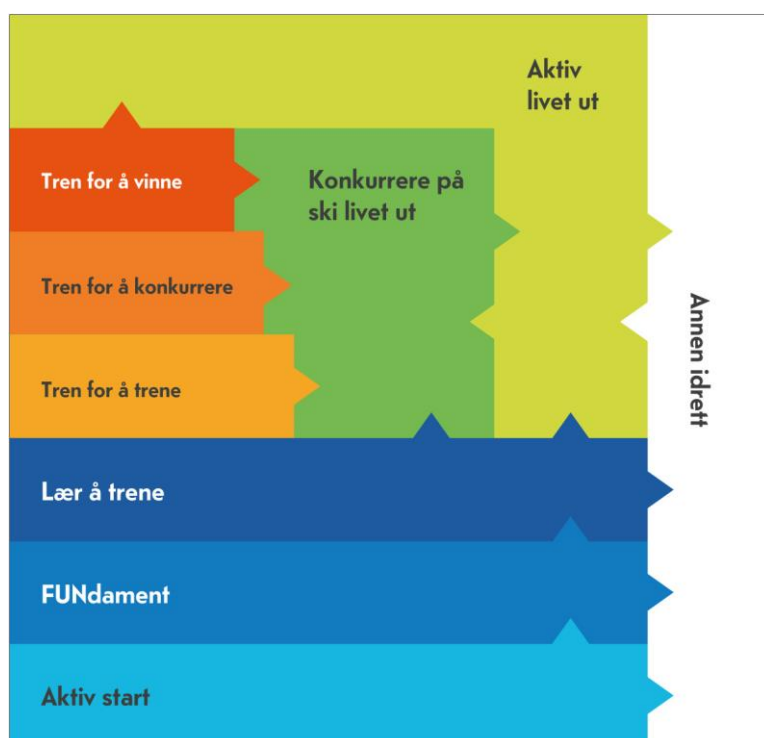 Aktiv
livet ut
Tren for å vinne
Konkurrere på
ski livet ut
Tren for å konkurrere
Annen idrett
Tren for å trene
Lær å trene
FUNdament
Aktiv start